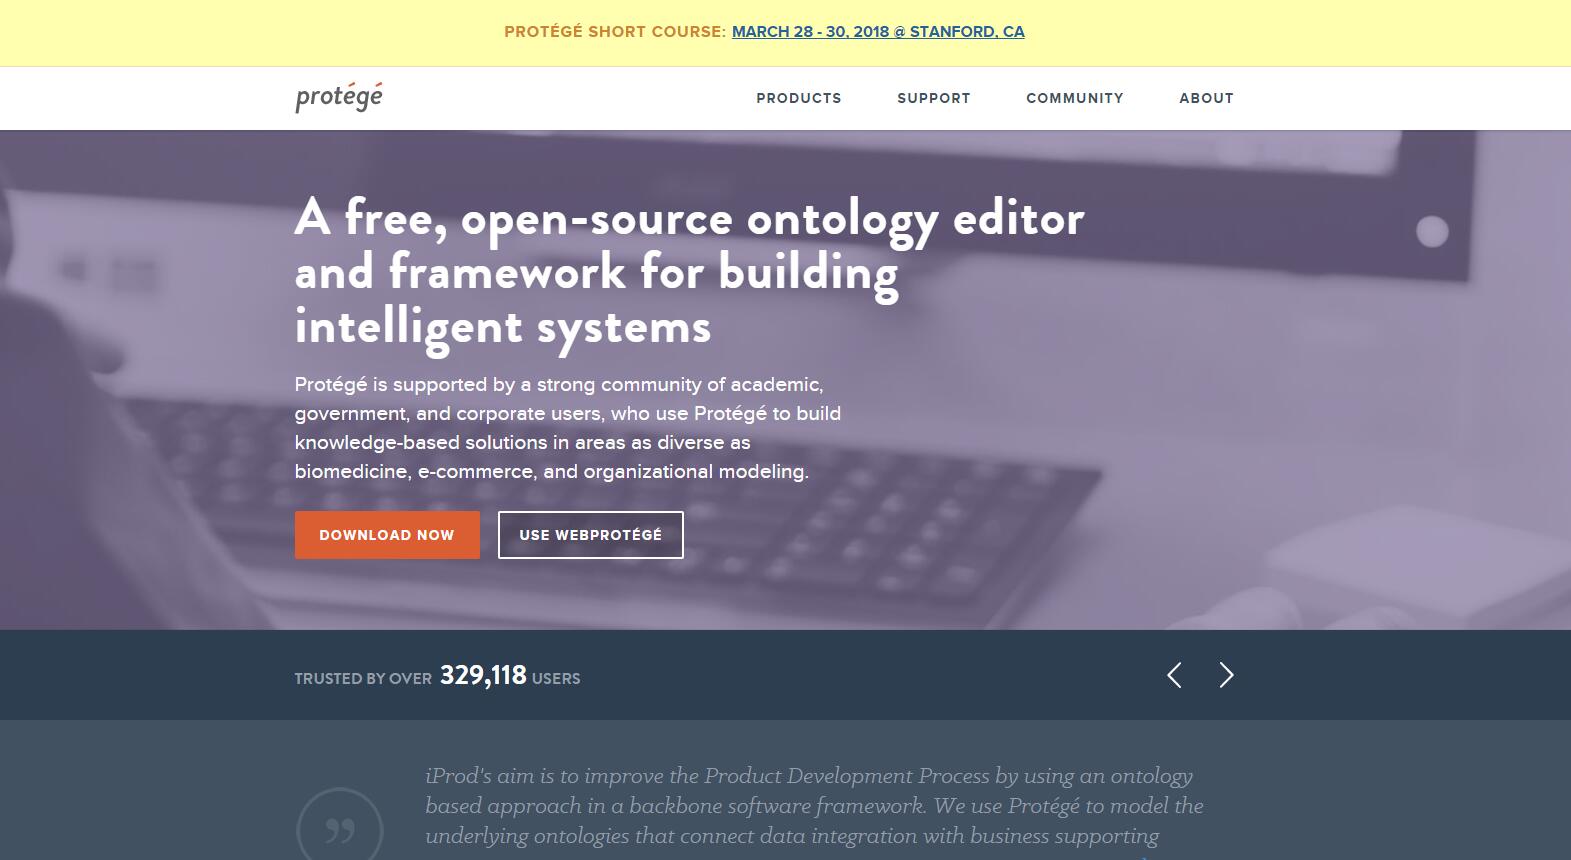 PROTÉGÉ SHORT COURSE: MARCH 28 - 30, 2018 @ STANFORD, CA
protégé
PRODUCTS SUPPORT COMMUNITY ABOUT
A free, open-source ontology editor
and framework for building
intelligent systems
Protégé is supported by a strong community of academic,
government, and corporate users, who use Protégé to build
knowledge-based solutions in areas as diverse as
biomedicine, e-commerce, and organizational modeling.
DOWNLOAD NOW USE WEBPROTÉGÉ
TRUSTED BY OVER 329,118 USERS
iProd's aim is to improve the Product Development Process by using an ontology
based approach in a backbone software framework. We use Protégé to model the
underlying ontologies that connect data integration with business supporting